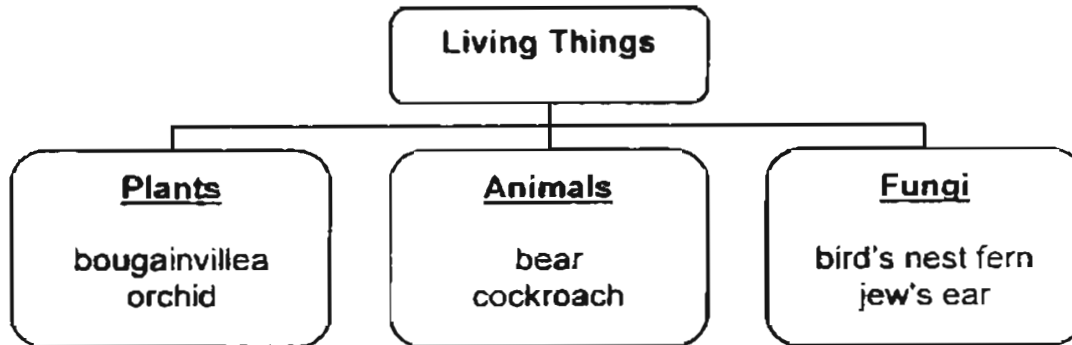 Living Things
Plants
bougainvillea
orchid
Animals
bear
cockroach
Fungi
bird's nest fern
jew's ear